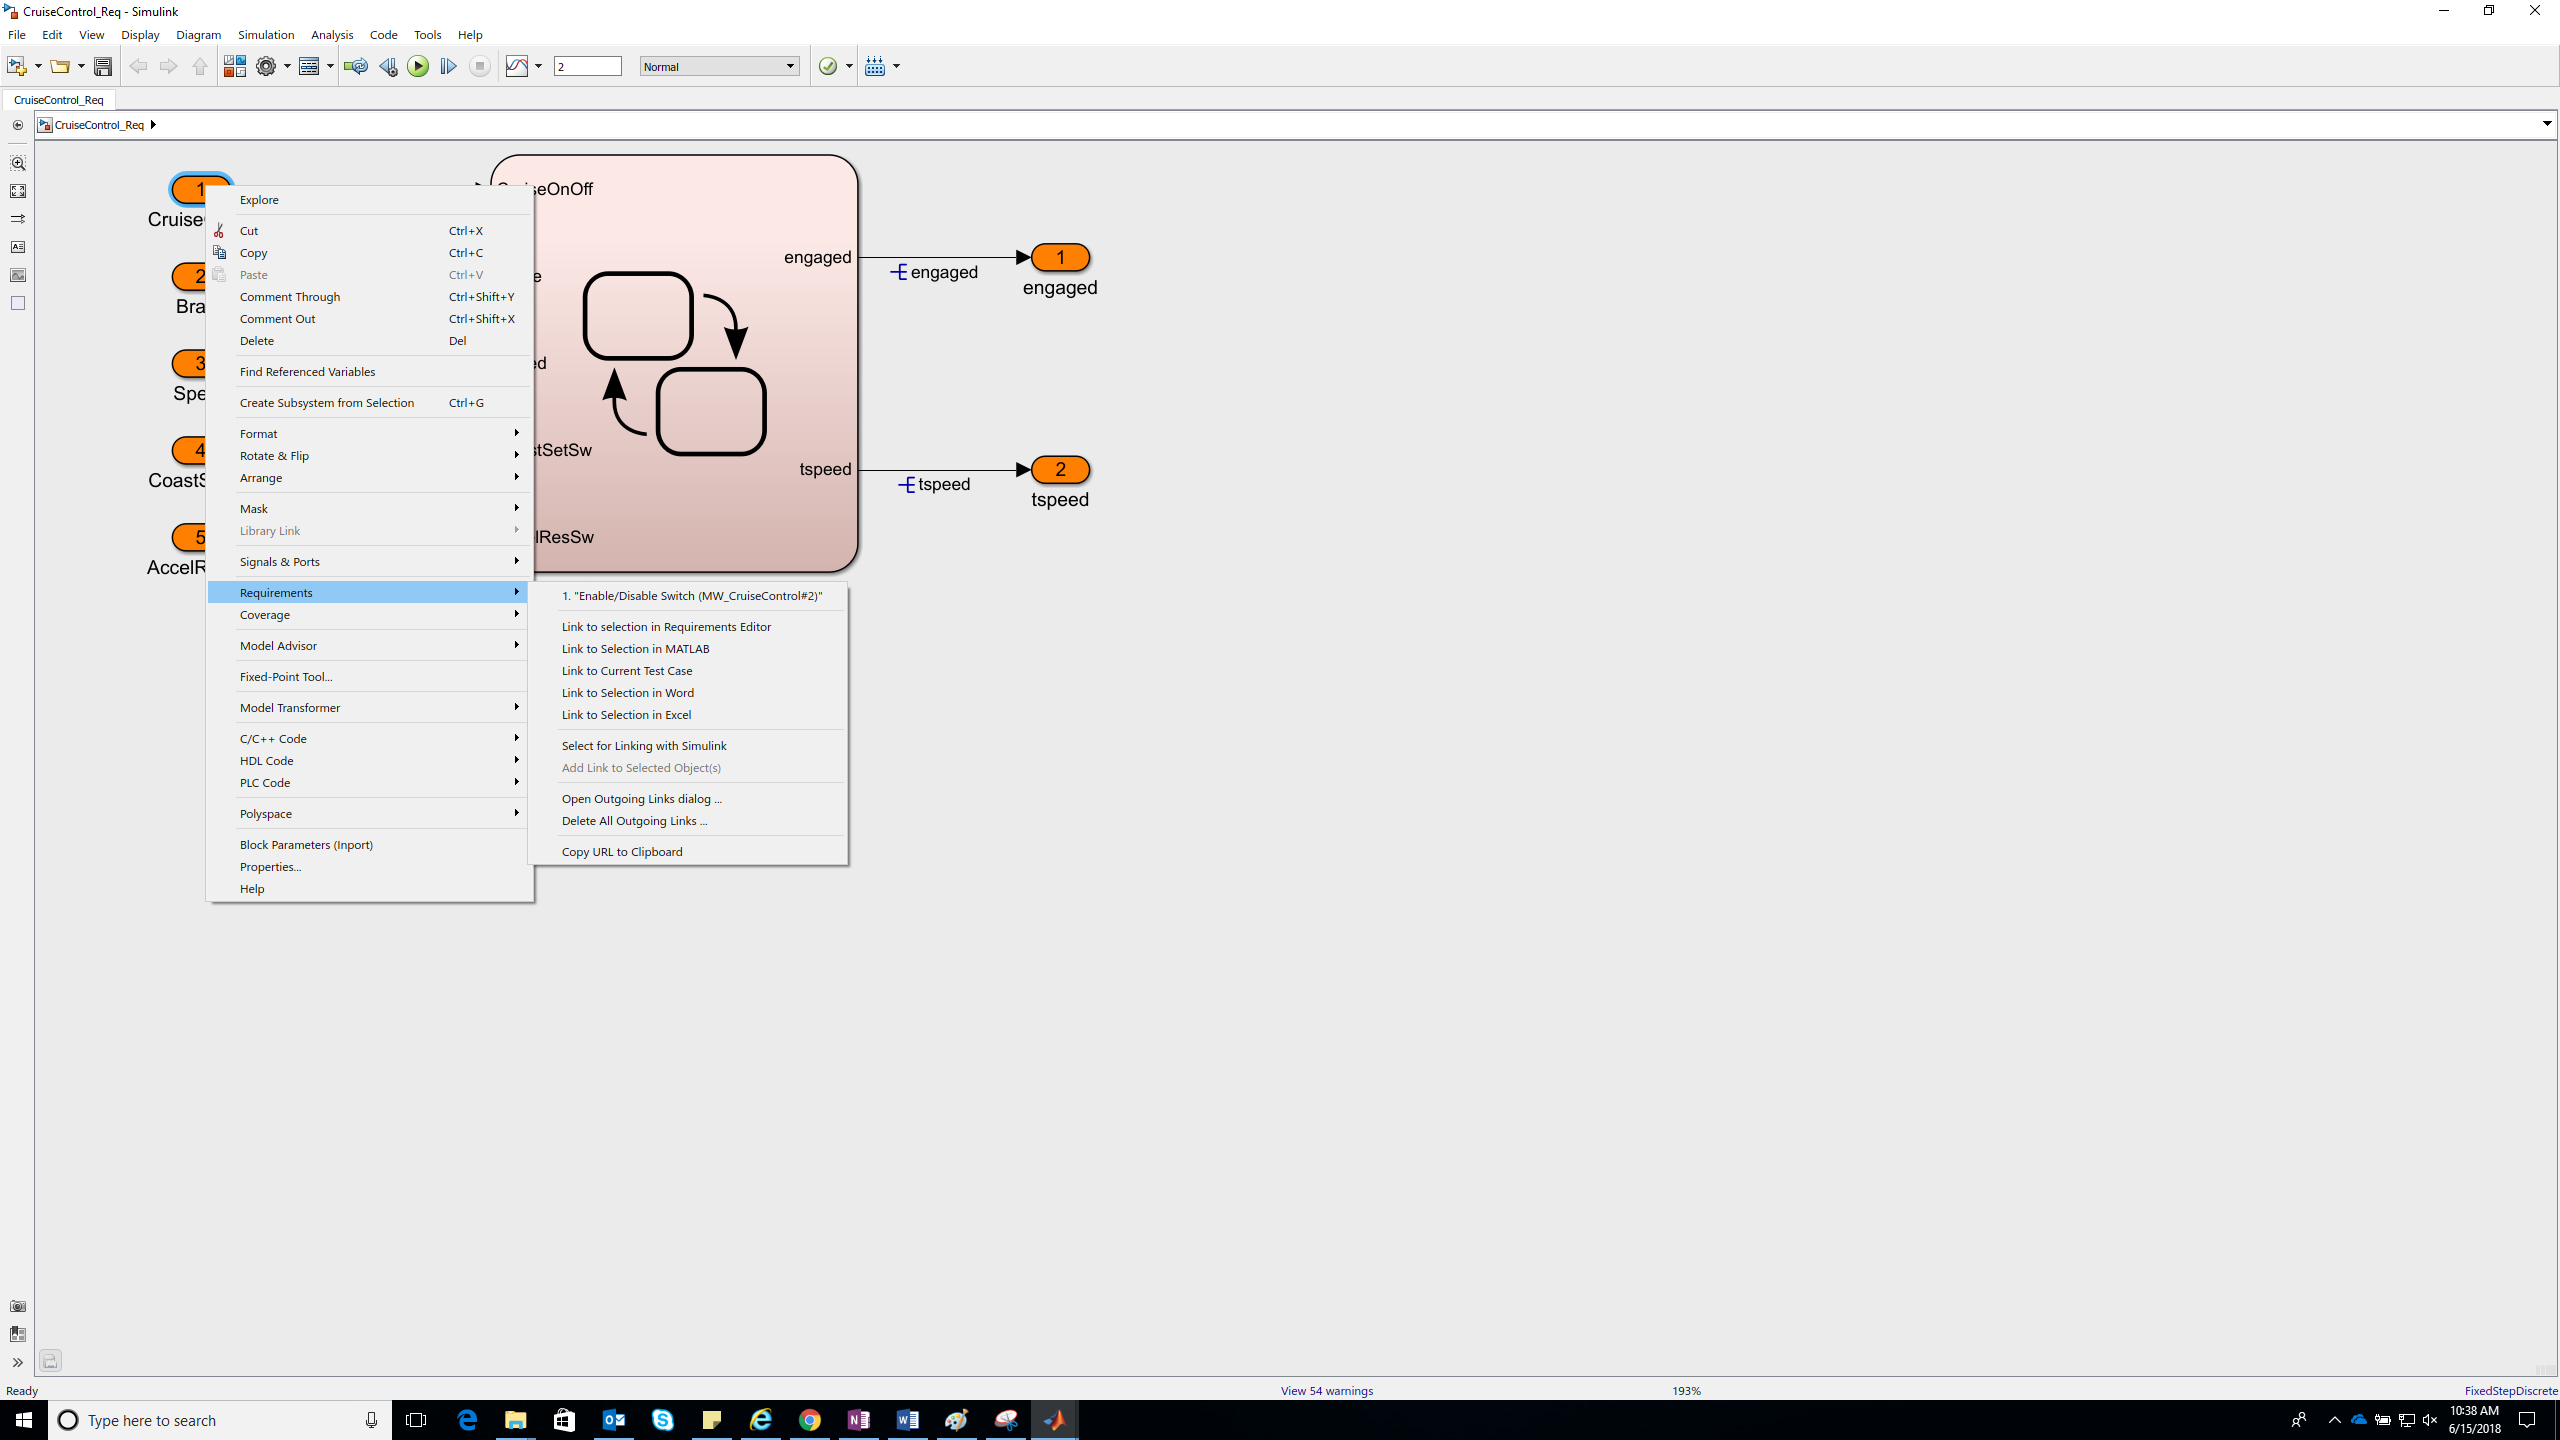 CruiseControl_Req - Simulink
File Edit View Display Diagram Simulation Analysis Code Tools Help
2 Normal
CruiseControl_Req
CruiseControl_Req
1
Cruise
2
Bra
3
Spe
4
CoastS
5
AccelR
CruiseOnOff
e
ed
stSetSw
lResSw
engaged
tspeed
engaged
tspeed
1
engaged
2
tspeed
Explore
Cut Ctrl+X
Copy Ctrl+C
Paste Ctrl+V
Comment Through Ctrl+Shift+Y
Comment Out Ctrl+Shift+X
Delete Del
Find Referenced Variables
Create Subsystem from Selection Ctrl+G
Format
Rotate & Flip
Arrange
Mask
Library Link
Signals & Ports
Requirements
Coverage
Model Advisor
Fixed-Point Tool...
Model Transformer
C/C++ Code
HDL Code
PLC Code
Polyspace
Block Parameters (Inport)
Properties...
Help
1. "Enable/Disable Switch (MW_CruiseControl#2)"
Link to selection in Requirements Editor
Link to Selection in MATLAB
Link to Current Test Case
Link to Selection in Word
Link to Selection in Excel
Select for Linking with Simulink
Add Link to Selected Object(s)
Open Outgoing Links dialog ...
Delete All Outgoing Links ...
Copy URL to Clipboard
Ready View 54 warnings 193% FixedStepDiscrete
Type here to search
10:38 AM
6/15/2018